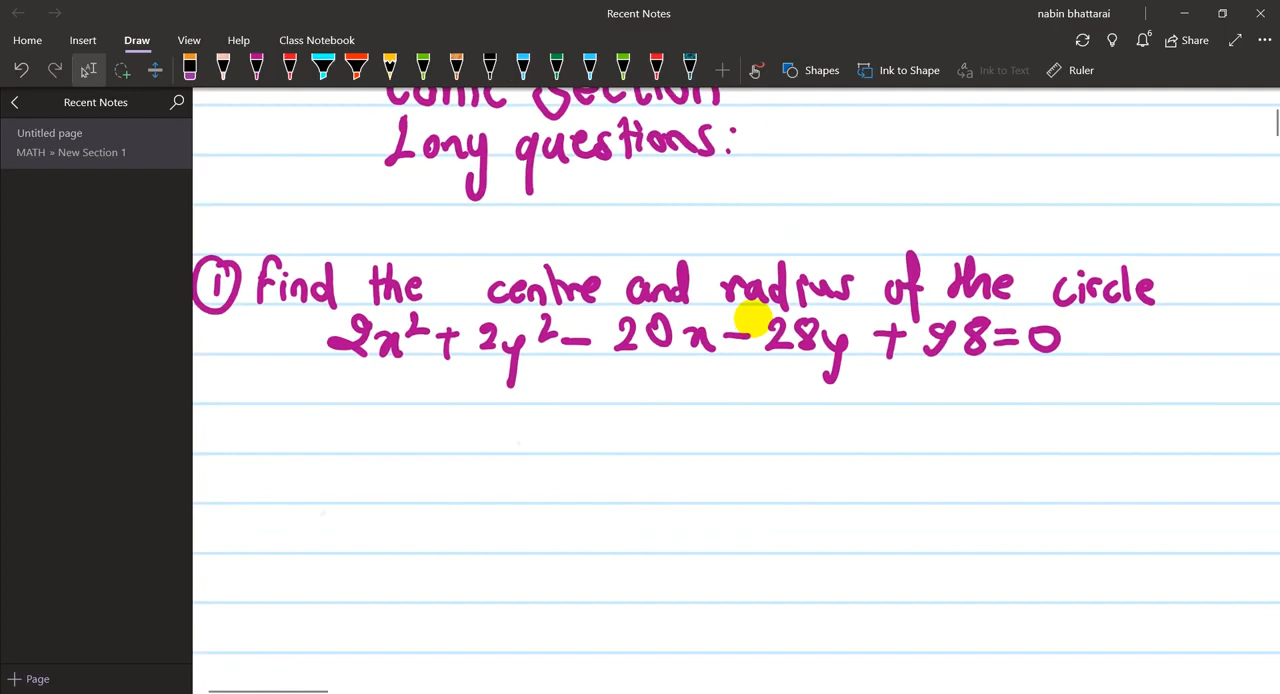 Recent Notes
nabin bhattarai
Home Insert Draw View Help Class Notebook
Share
Shapes Ink to Shape Ink to Text Ruler
Recent Notes
Untitled page
MATH » New Section 1
Conic Section
Long questions:
① Find the centre and radius of the circle
2x² + 2y² - 20x - 28y + 98 = 0
Page